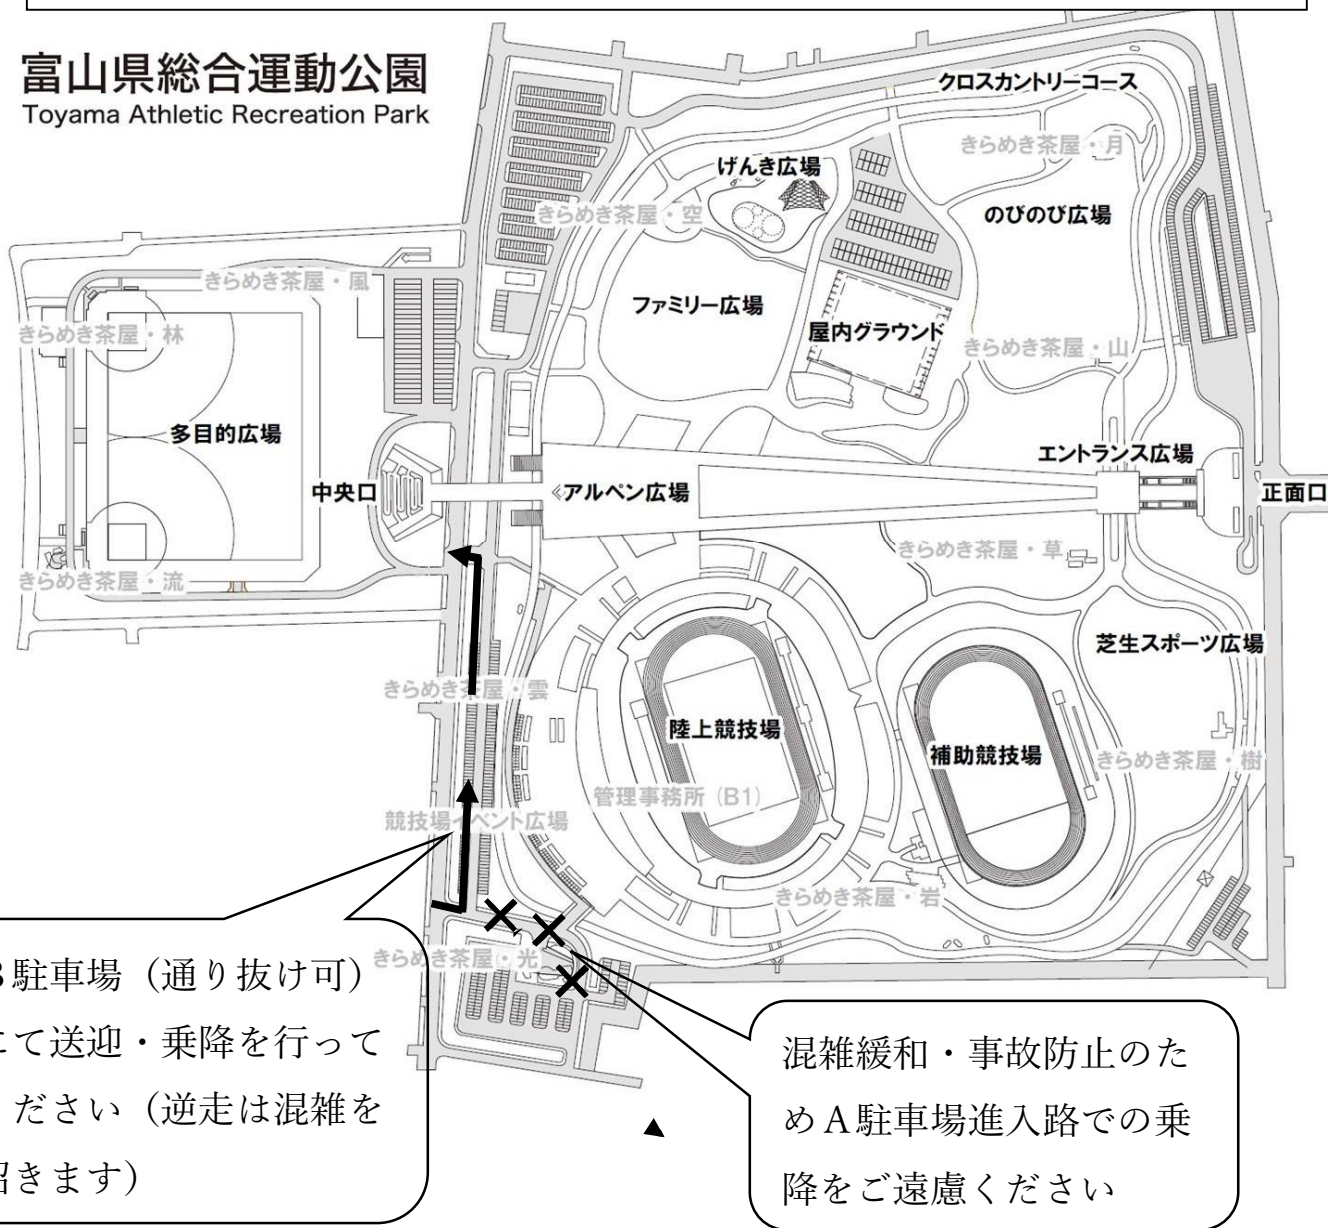 富山県総合運動公園
Toyama Athletic Recreation Park
クロスカントリーコース
きらめき茶屋・月
げんき広場
のびのび広場
きらめき茶屋・空
きらめき茶屋・風
ファミリー広場
屋内グラウンド
きらめき茶屋・林
きらめき茶屋・山
多目的広場
エントランス広場
中央口
≪アルペン広場
正面口
きらめき茶屋・草
きらめき茶屋・流
芝生スポーツ広場
きらめき茶屋・雲
陸上競技場
補助競技場
きらめき茶屋・樹
管理事務所 (B1)
競技場イベント広場
きらめき茶屋・岩
きらめき茶屋・光
B駐車場（通り抜け可）
にて送迎・乗降を行って
ください（逆走は混雑を
招きます）
混雑緩和・事故防止のた
めA駐車場進入路での乗
降をご遠慮ください